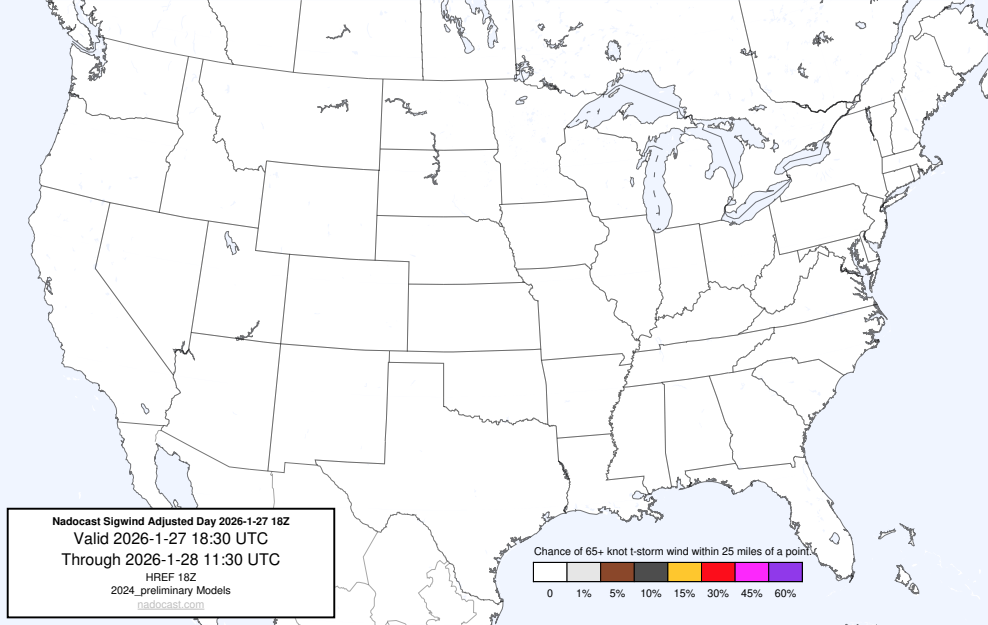 Nadocast Sigwind Adjusted Day 2026-1-27 18Z
Valid 2026-1-27 18:30 UTC
Through 2026-1-28 11:30 UTC
HREF 18Z
2024_preliminary Models
nadocast.com
Chance of 65+ knot t-storm wind within 25 miles of a point.
0 1% 5% 10% 15% 30% 45% 60%